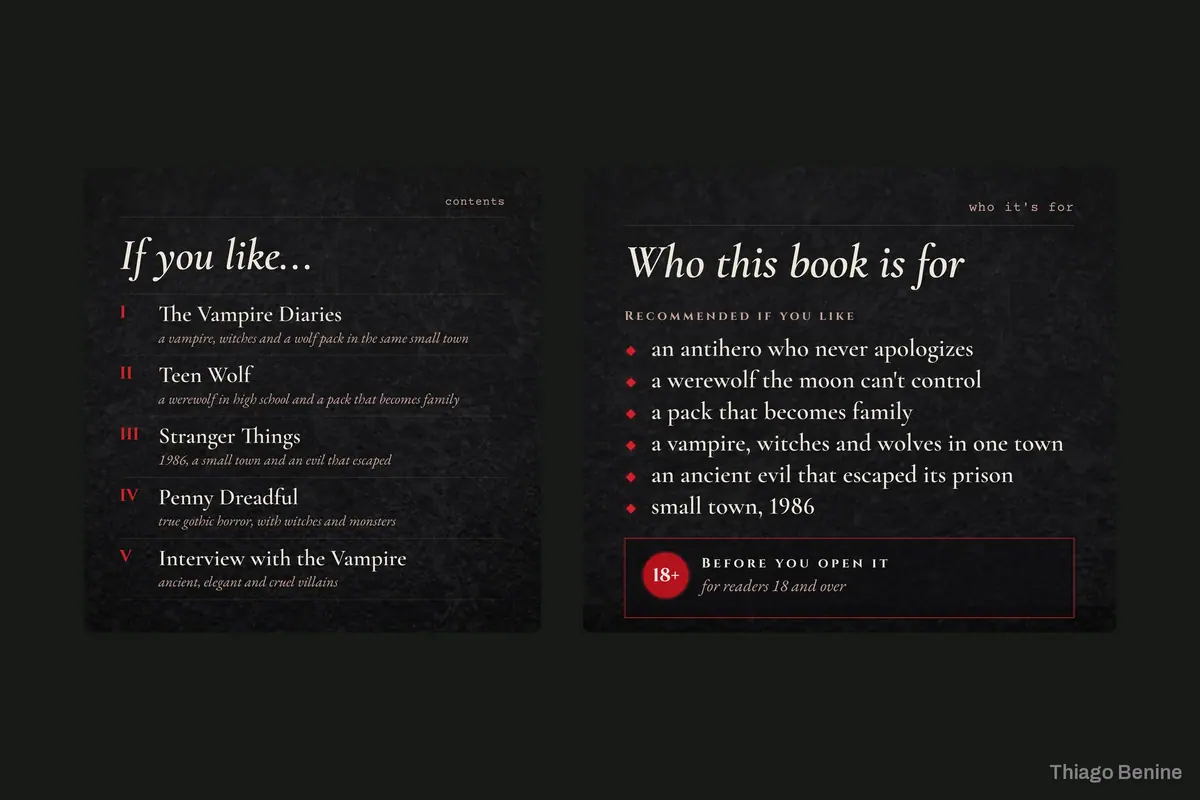 contents
If you like...
I
The Vampire Diaries
a vampire, witches and a wolf pack in the same small town
II
Teen Wolf
a werewolf in high school and a pack that becomes family
III
Stranger Things
1986, a small town and an evil that escaped
IV
Penny Dreadful
true gothic horror, with witches and monsters
V
Interview with the Vampire
ancient, elegant and cruel villains
who it's for
Who this book is for
Recommended if you like
an antihero who never apologizes
a werewolf the moon can't control
a pack that becomes family
a vampire, witches and wolves in one town
an ancient evil that escaped its prison
small town, 1986
18+
Before you open it
for readers 18 and over
Thiago Benine